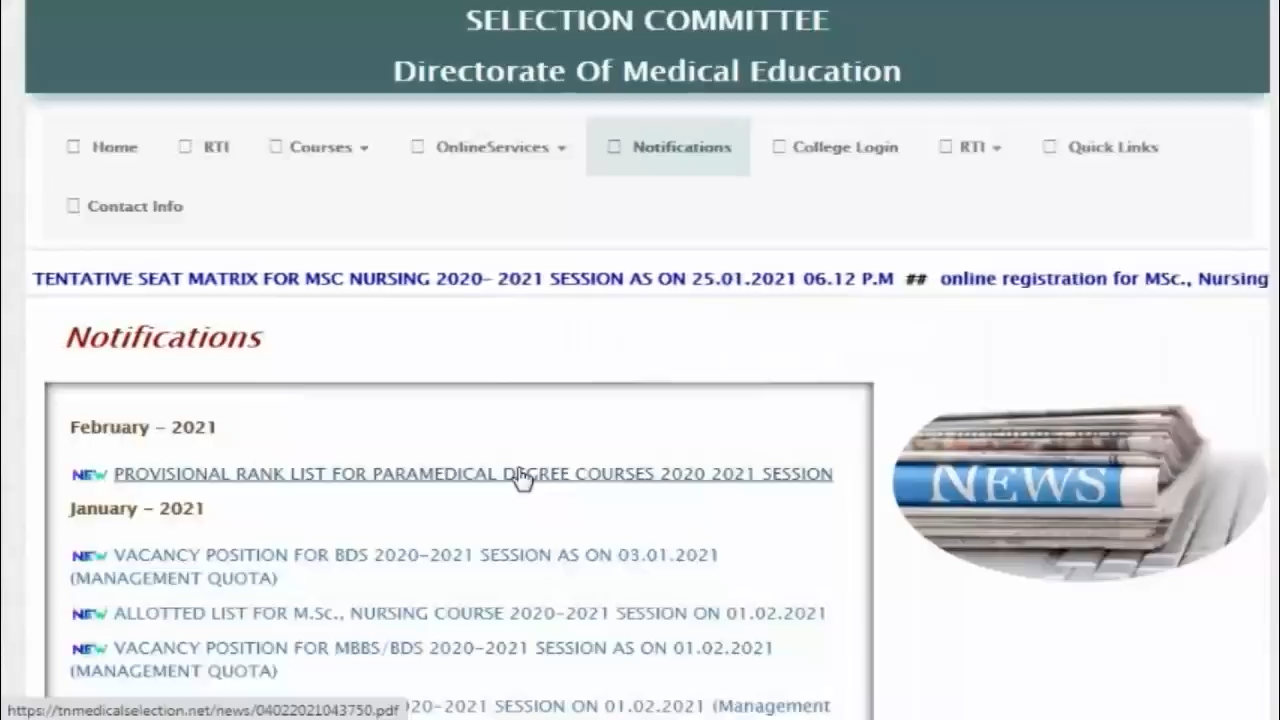 SELECTION COMMITTEE
Directorate Of Medical Education
Home RTI Courses OnlineServices Notifications College Login RTI Quick Links
Contact Info
TENTATIVE SEAT MATRIX FOR MSC NURSING 2020- 2021 SESSION AS ON 25.01.2021 06.12 P.M ## online registration for MSc., Nursing
Notifications
February - 2021
NEW PROVISIONAL RANK LIST FOR PARAMEDICAL DEGREE COURSES 2020 2021 SESSION
NEWS
January - 2021
NEW VACANCY POSITION FOR BDS 2020-2021 SESSION AS ON 03.01.2021
(MANAGEMENT QUOTA)
NEW ALLOTTED LIST FOR M.Sc., NURSING COURSE 2020-2021 SESSION ON 01.02.2021
NEW VACANCY POSITION FOR MBBS/BDS 2020-2021 SESSION AS ON 01.02.2021
(MANAGEMENT QUOTA)
020-2021 SESSION ON 01.02.2021 (Management
https://tnmedicalselection.net/news/04022021043750.pdf